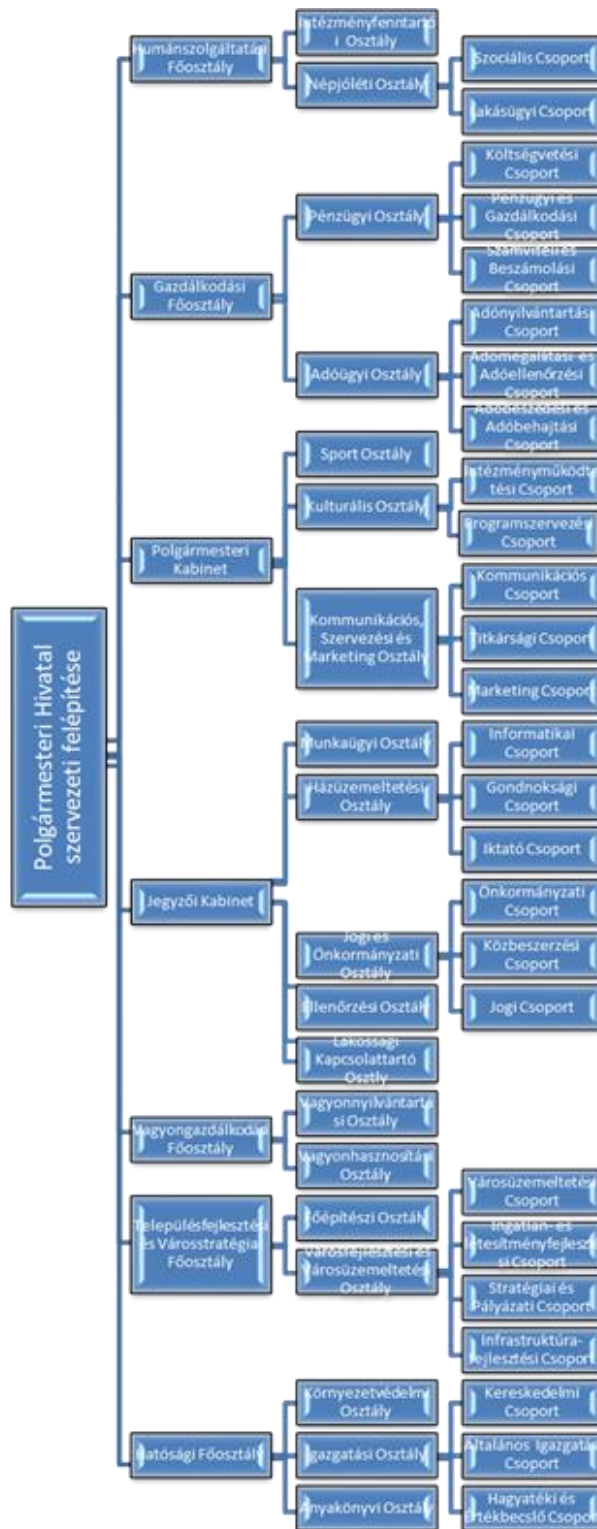 Polgármesteri Hivatal
szervezeti felépítése
Humánszolgáltatási
Főosztály
Intézményfenntartó
i Osztály
Népjóléti Osztály
Szociális Csoport
Lakásügyi Csoport
Gazdálkodási
Főosztály
Pénzügyi Osztály
Költségvetési
Csoport
Pénzügyi és
Gazdálkodási
Csoport
Számviteli és
Beszámolási
Csoport
Adóügyi Osztály
Adónyilvántartási
Csoport
Adómegállapítási és
Adóellenőrzési
Csoport
Adóbeszedési és
Adóbehajtási
Csoport
Polgármesteri
Kabinet
Sport Osztály
Kulturális Osztály
Intézményműködte
tési Csoport
Programszervezési
Csoport
Kommunikációs,
Szervezési és
Marketing Osztály
Kommunikációs
Csoport
Titkársági Csoport
Marketing Csoport
Jegyzői Kabinet
Munkaügyi Osztály
Házüzemeltetési
Osztály
Informatikai
Csoport
Gondnoksági
Csoport
Iktató Csoport
Jogi és
Önkormányzati
Osztály
Önkormányzati
Csoport
Közbeszerzési
Csoport
Jogi Csoport
Ellenőrzési Osztály
Lakossági
Kapcsolattartó
Osztly
Vagyongazdálkodási
Főosztály
Vagyonnyilvántartá
si Osztály
Vagyonhasznosítási
Osztály
Településfejlesztési
és Városstratégiai
Főosztály
Főépítészi Osztály
Városfejlesztési és
Városüzemeltetési
Osztály
Városüzemeltetési
Csoport
Ingatlan- és
létesítményfejleszté
si Csoport
Stratégiai és
Pályázati Csoport
Infrastruktúra-
fejlesztési Csoport
Hatósági Főosztály
Környezetvédelmi
Osztály
Igazgatási Osztály
Kereskedelmi
Csoport
Általános Igazgatási
Csoport
Hagyatéki és
Értékbecslő Csoport
Anyakönyvi Osztály